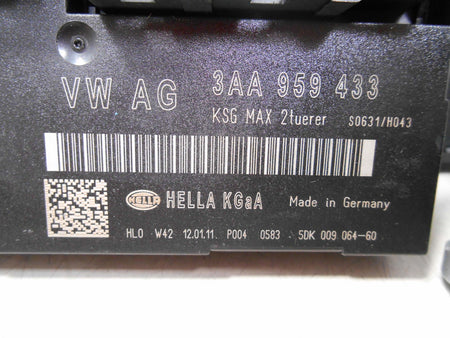 VW AG 3AA 959 433
KSG MAX 2tuerer S0631/H043
HELLA HELLA KGaA Made in Germany
HLO W42 12.01.11 P004 0583 5DK 009 064-60